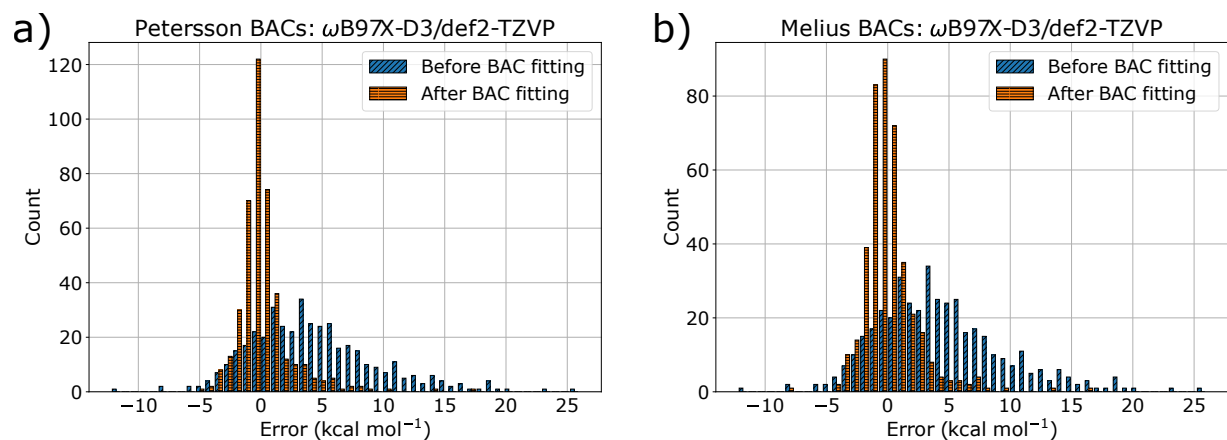 a)
Petersson BACs: ωB97X-D3/def2-TZVP
Before BAC fitting
After BAC fitting
120
100
80
60
40
20
0
Count
−10 −5 0 5 10 15 20 25
Error (kcal mol⁻¹)
b)
Melius BACs: ωB97X-D3/def2-TZVP
Before BAC fitting
After BAC fitting
80
60
40
20
0
Count
−10 −5 0 5 10 15 20 25
Error (kcal mol⁻¹)